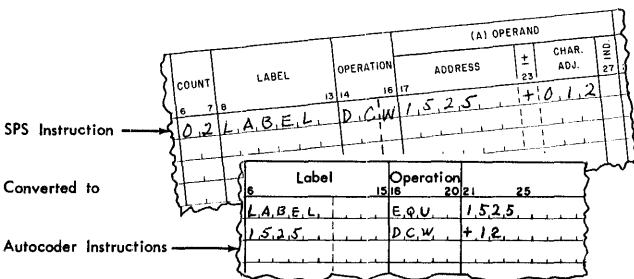 (A) OPERAND
COUNT LABEL OPERATION ADDRESS ± CHAR. ADJ. IND.
6 7 8 13 14 16 17 23 27
SPS Instruction 0 2 L A B E L D C W 1 5 2 5 + 0 1 2
Converted to
Label Operation
6 15 16 20 21 25
L A B E L E Q U 1 5 2 5
1 5 2 5 D C W + 1 2
Autocoder Instructions